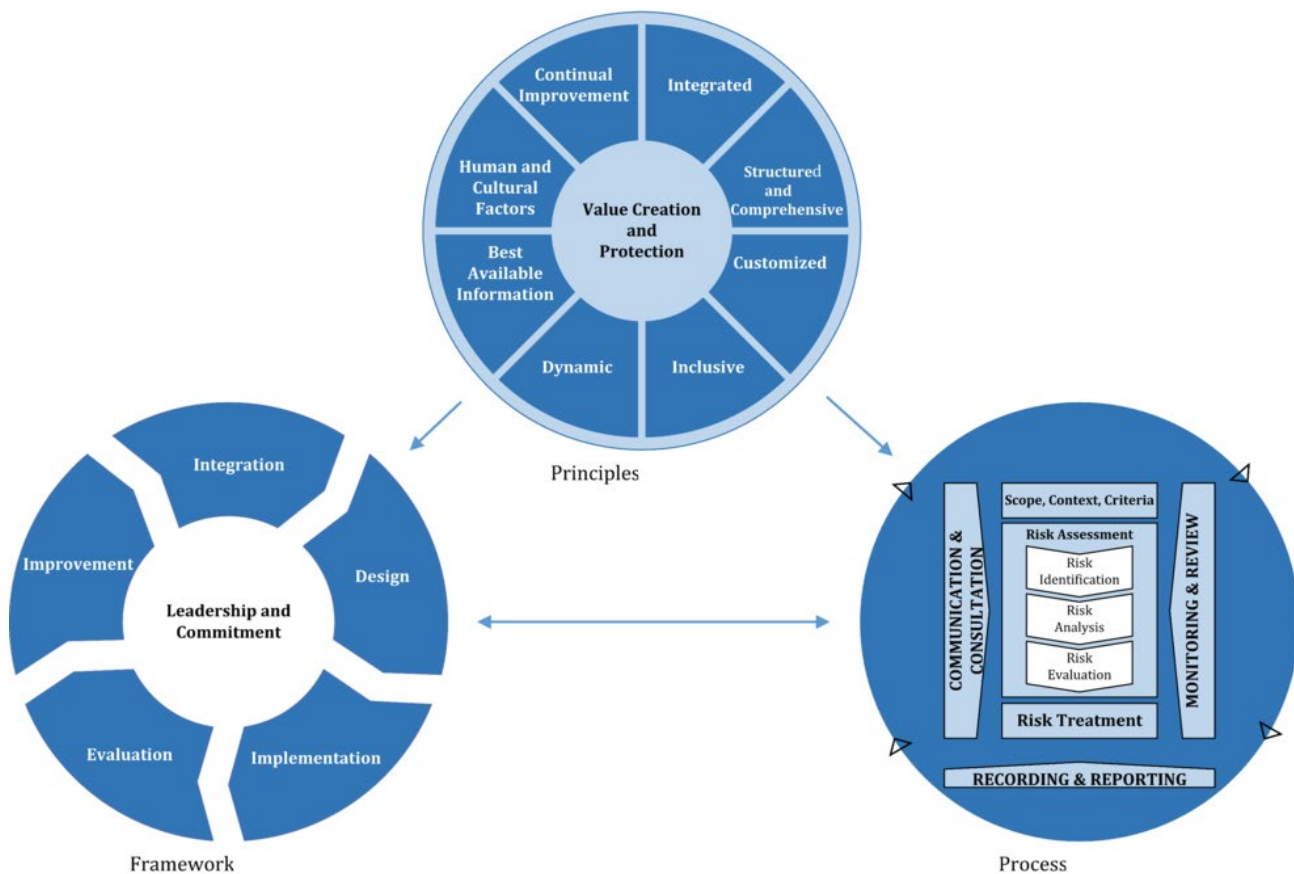 Continual
Improvement
Integrated
Human and
Cultural
Factors
Structured
and
Comprehensive
Value Creation
and
Protection
Best
Available
Information
Customized
Dynamic
Inclusive
Principles
Integration
Improvement
Design
Leadership and
Commitment
Evaluation
Implementation
Framework
Scope, Context, Criteria
Risk Assessment
Risk
Identification
Risk
Analysis
Risk
Evaluation
Risk Treatment
COMMUNICATION &
CONSULTATION
MONITORING & REVIEW
RECORDING & REPORTING
Process